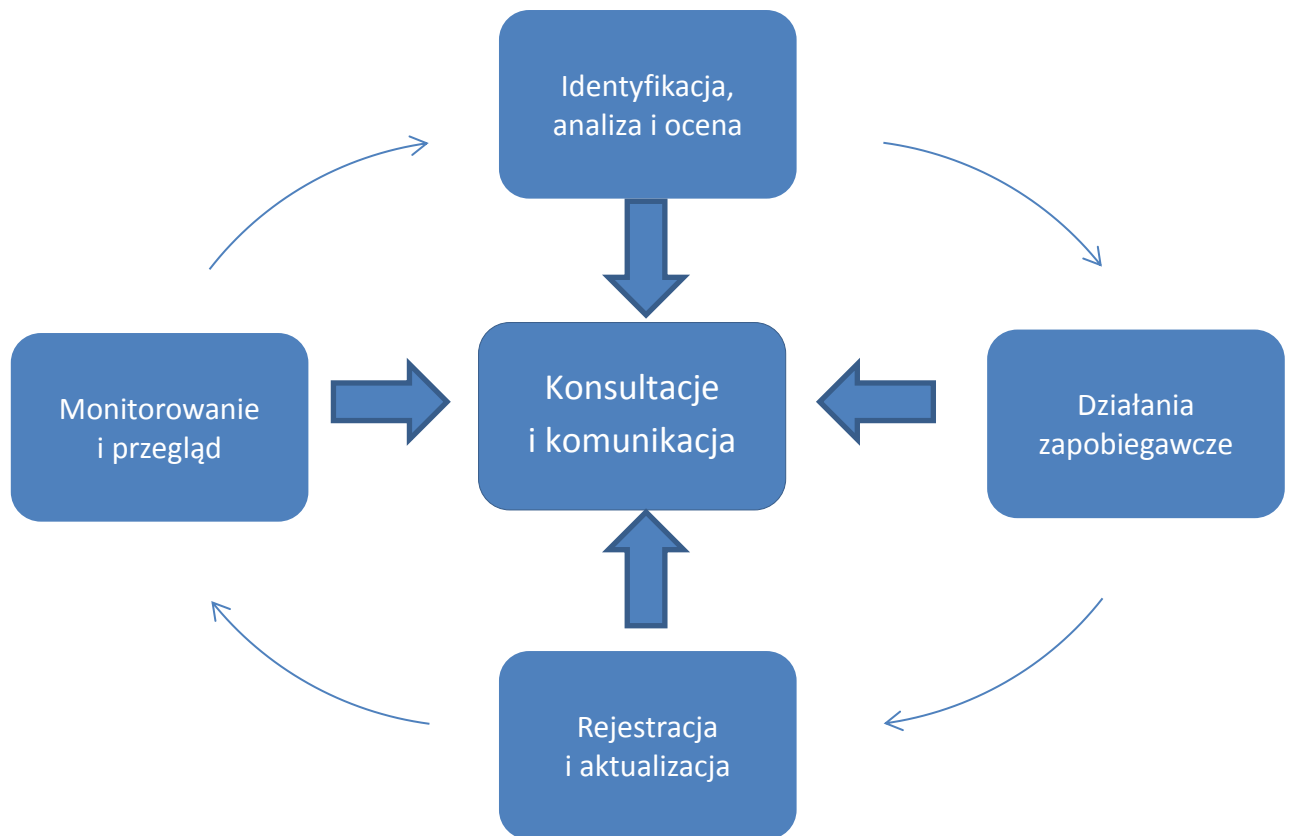 Identyfikacja,
analiza i ocena
Monitorowanie
i przegląd
Konsultacje
i komunikacja
Działania
zapobiegawcze
Rejestracja
i aktualizacja